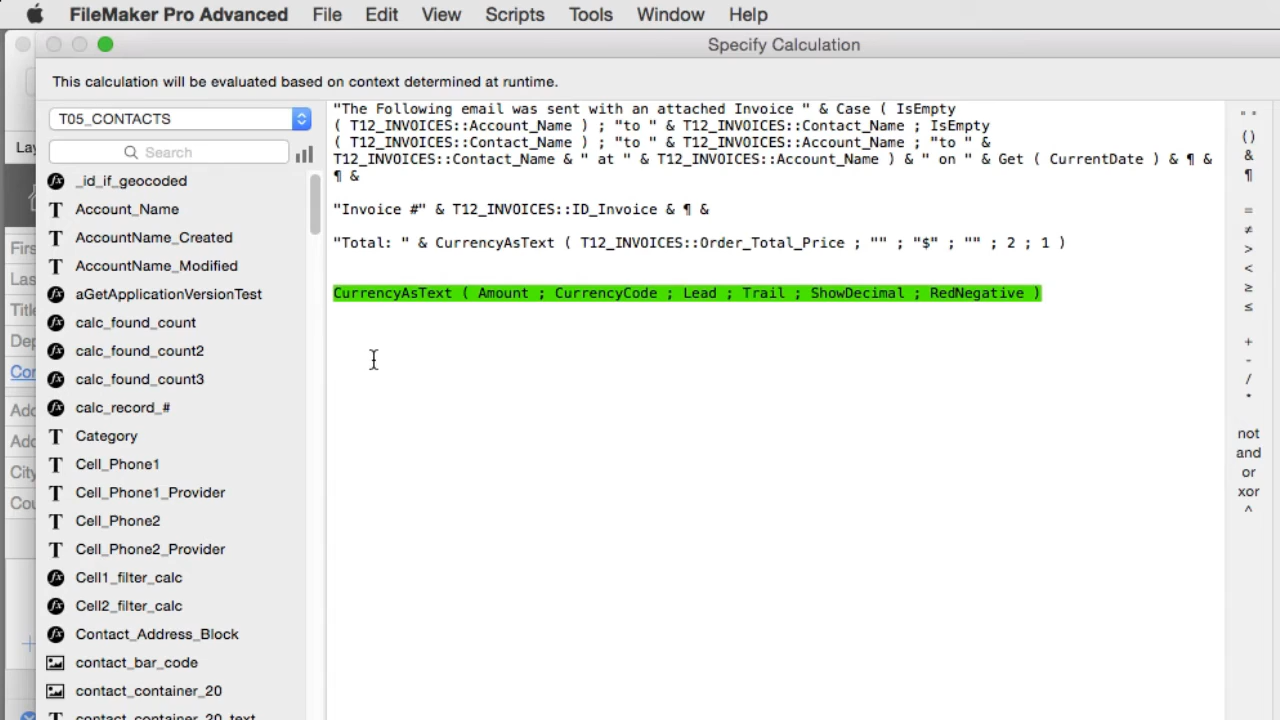 FileMaker Pro Advanced File Edit View Scripts Tools Window Help
Specify Calculation
This calculation will be evaluated based on context determined at runtime.
T05_CONTACTS
Search
_id_if_geocoded
Account_Name
AccountName_Created
AccountName_Modified
aGetApplicationVersionTest
calc_found_count
calc_found_count2
calc_found_count3
calc_record_#
Category
Cell_Phone1
Cell_Phone1_Provider
Cell_Phone2
Cell_Phone2_Provider
Cell1_filter_calc
Cell2_filter_calc
Contact_Address_Block
contact_bar_code
contact_container_20
contact_container_20_text
"The Following email was sent with an attached Invoice " & Case ( IsEmpty
( T12_INVOICES::Account_Name ) ; "to " & T12_INVOICES::Contact_Name ; IsEmpty
( T12_INVOICES::Contact_Name ) ; "to " & T12_INVOICES::Account_Name ; "to " &
T12_INVOICES::Contact_Name & " at " & T12_INVOICES::Account_Name ) & " on " & Get ( CurrentDate ) & ¶ &
¶ &
"Invoice #" & T12_INVOICES::ID_Invoice & ¶ &
"Total: " & CurrencyAsText ( T12_INVOICES::Order_Total_Price ; "" ; "$" ; "" ; 2 ; 1 )
CurrencyAsText ( Amount ; CurrencyCode ; Lead ; Trail ; ShowDecimal ; RedNegative )
" "
()
&
¶
=
≠
>
<
≥
≤
+
-
/
*
not
and
or
xor
^